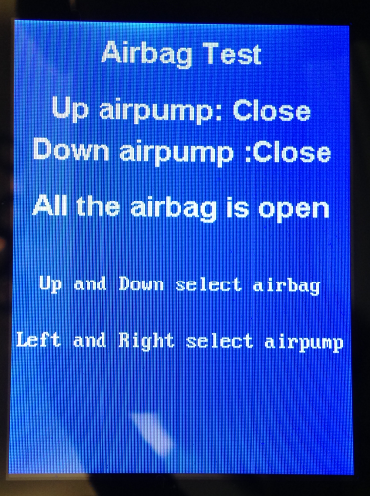 Airbag Test
Up airpump: Close
Down airpump :Close
All the airbag is open
Up and Down select airbag
Left and Right select airpump